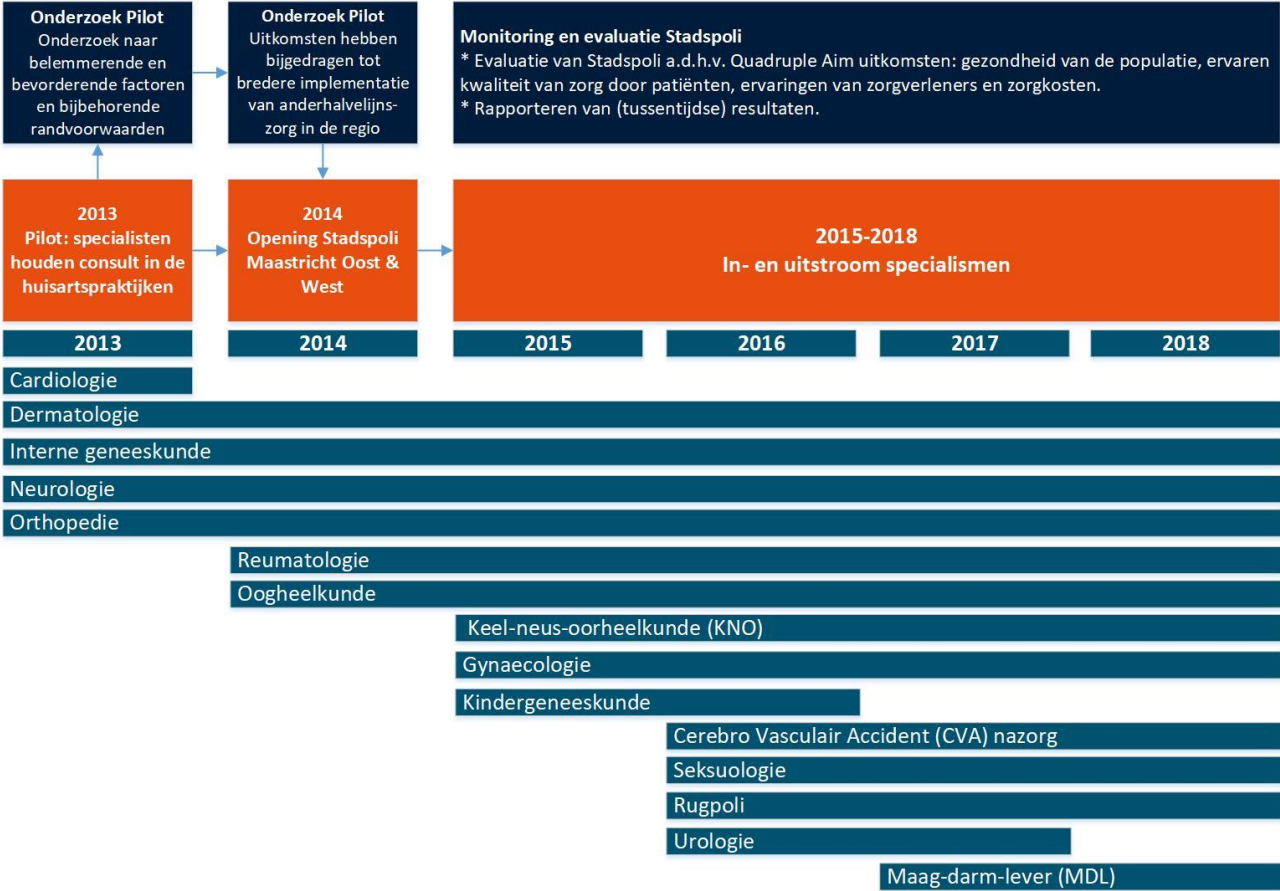 Onderzoek Pilot
Onderzoek naar
belemmerende en
bevorderende factoren
en bijbehorende
randvoorwaarden
Onderzoek Pilot
Uitkomsten hebben
bijgedragen tot
bredere implementatie
van anderhalvelijns-
zorg in de regio
Monitoring en evaluatie Stadspoli
* Evaluatie van Stadspoli a.d.h.v. Quadruple Aim uitkomsten: gezondheid van de populatie, ervaren
kwaliteit van zorg door patiënten, ervaringen van zorgverleners en zorgkosten.
* Rapporteren van (tussentijdse) resultaten.
2013
Pilot: specialisten
houden consult in de
huisartspraktijken
2014
Opening Stadspoli
Maastricht Oost &
West
2015-2018
In- en uitstroom specialismen
2013
2014
2015
2016
2017
2018
Cardiologie
Dermatologie
Interne geneeskunde
Neurologie
Orthopedie
Reumatologie
Oogheelkunde
Keel-neus-oorheelkunde (KNO)
Gynaecologie
Kindergeneeskunde
Cerebro Vasculair Accident (CVA) nazorg
Seksuologie
Rugpoli
Urologie
Maag-darm-lever (MDL)